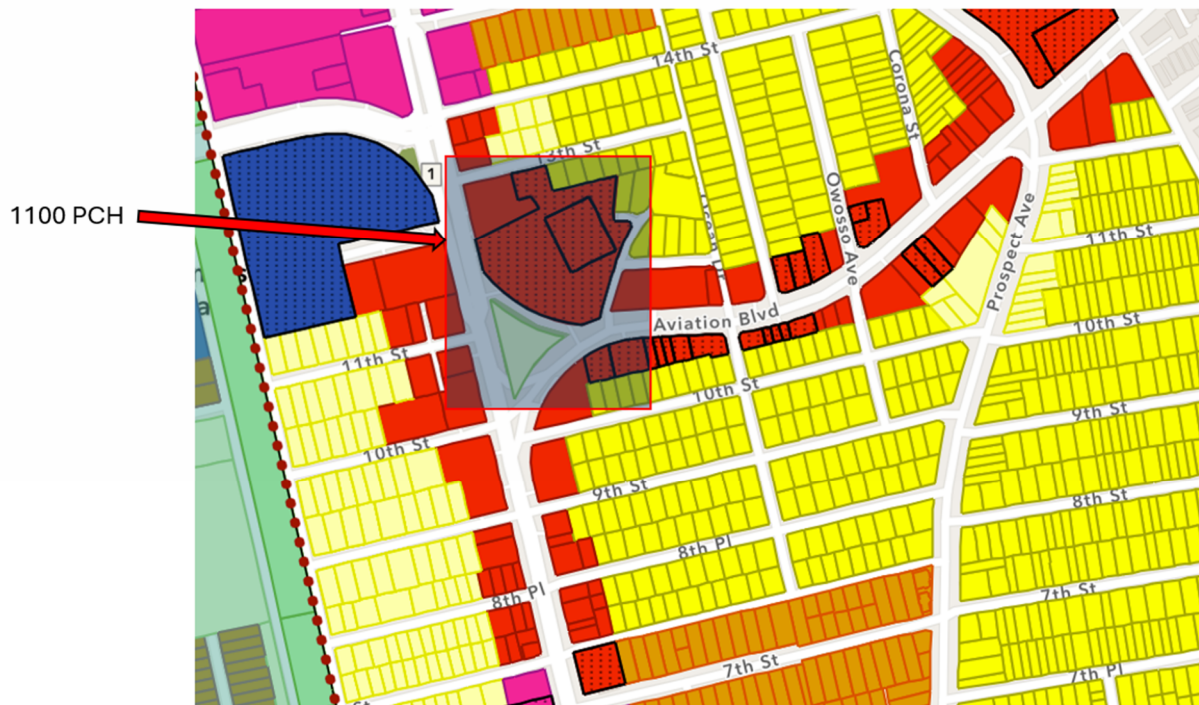 14th St
Corona St
13th St
1
1100 PCH
Owosso Ave
Prospect Ave
11th St
Aviation Blvd
10th St
11th St
10th St
9th St
10th St
9th St
8th St
8th Pl
8th Pl
7th St
7th St
7th Pl